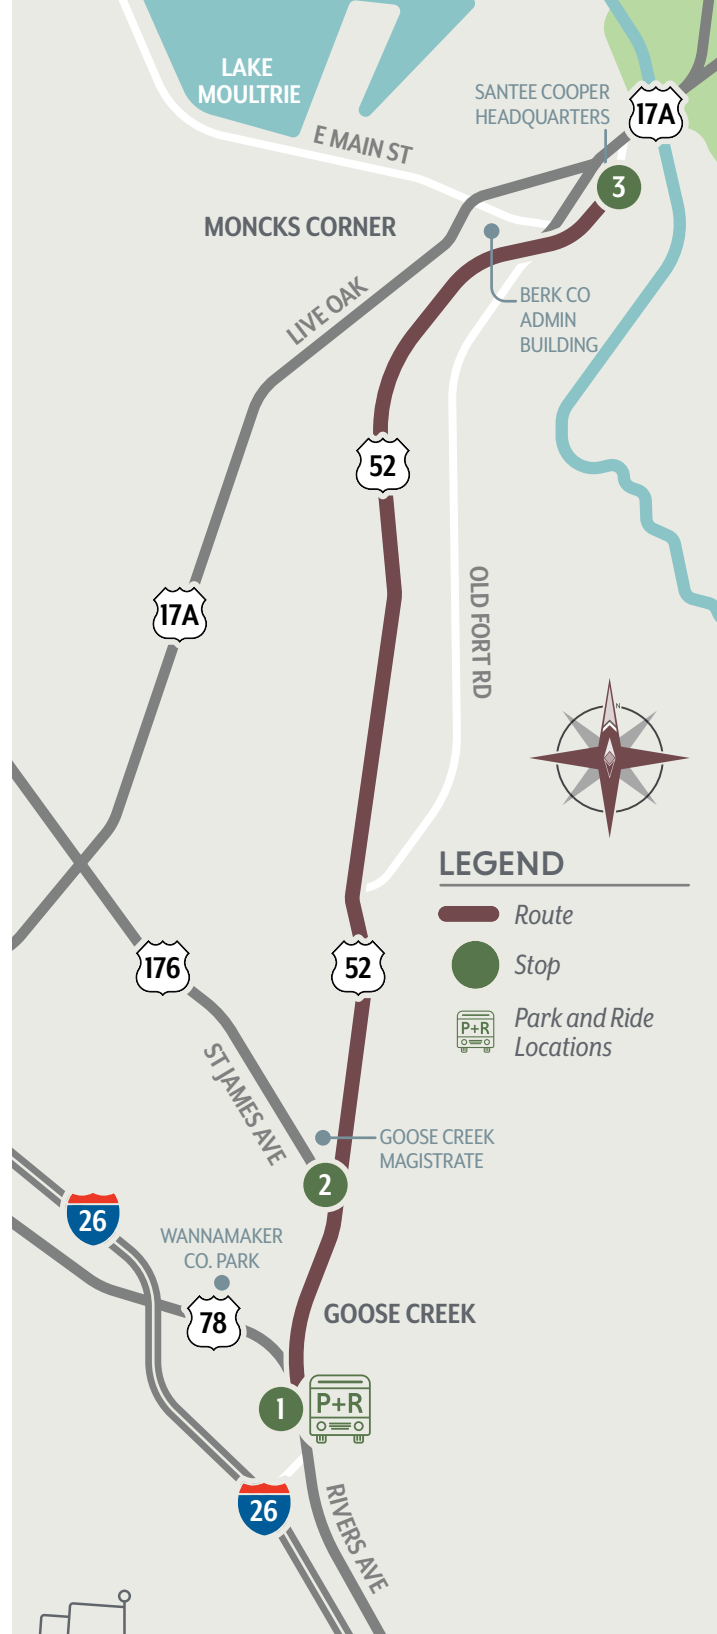 LAKE
MOULTRIE
SANTEE COOPER
HEADQUARTERS
17A
E MAIN ST
3
MONCKS CORNER
LIVE OAK
BERK CO
ADMIN
BUILDING
52
OLD FORT RD
17A
N
LEGEND
Route
Stop
P+R
Park and Ride
Locations
176
52
ST JAMES AVE
GOOSE CREEK
MAGISTRATE
2
26
WANNAMAKER
CO. PARK
78
GOOSE CREEK
1
P+R
26
RIVERS AVE